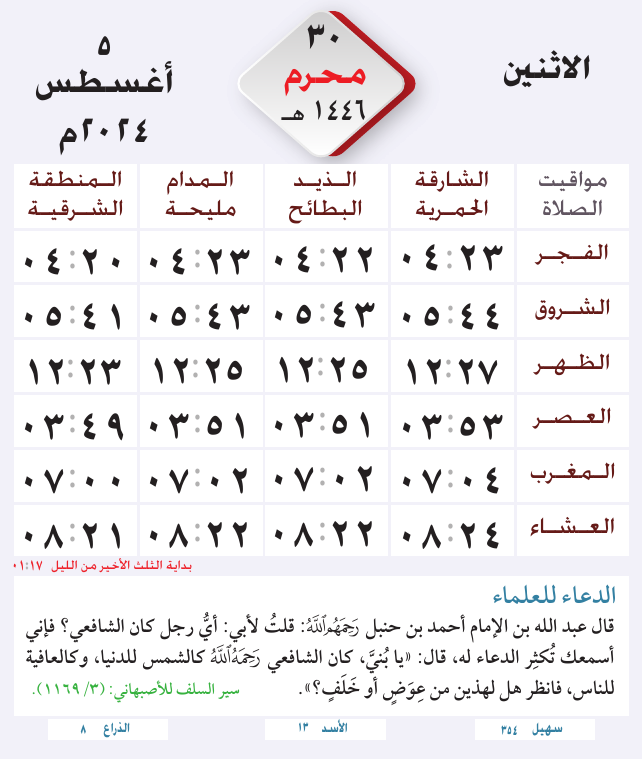 الاثنين
٣٠
محرم
١٤٤٦ هـ
٥
أغسطس
٢٠٢٤م
مواقيت الصلاة | الشارقة الحمرية | الذيد البطائح | المدام مليحة | المنطقة الشرقية
الفجر ٠٤:٢٣ ٠٤:٢٢ ٠٤:٢٣ ٠٤:٢٠
الشروق ٠٥:٤٤ ٠٥:٤٣ ٠٥:٤٣ ٠٥:٤١
الظهر ١٢:٢٧ ١٢:٢٥ ١٢:٢٥ ١٢:٢٣
العصر ٠٣:٥٣ ٠٣:٥١ ٠٣:٥١ ٠٣:٤٩
المغرب ٠٧:٠٤ ٠٧:٠٢ ٠٧:٠٢ ٠٧:٠٠
العشاء ٠٨:٢٤ ٠٨:٢٢ ٠٨:٢٢ ٠٨:٢١
بداية الثلث الأخير من الليل ٠١:١٧
الدعاء للعلماء
قال عبد الله بن الإمام أحمد بن حنبل رَحِمَهُمَاٱللَّهُ: قلتُ لأبي: أيُّ رجل كان الشافعي؟ فإني
أسمعك تُكثِر الدعاء له، قال: «يا بُنيَّ، كان الشافعي رَحِمَهُٱللَّهُ كالشمس للدنيا، وكالعافية
للناس، فانظر هل لهذين من عِوَضٍ أو خَلَفٍ؟». سير السلف للأصبهاني: (٣/ ١١٦٩).
سهيل ٣٥٤
الأسد ١٣
الذراع ٨